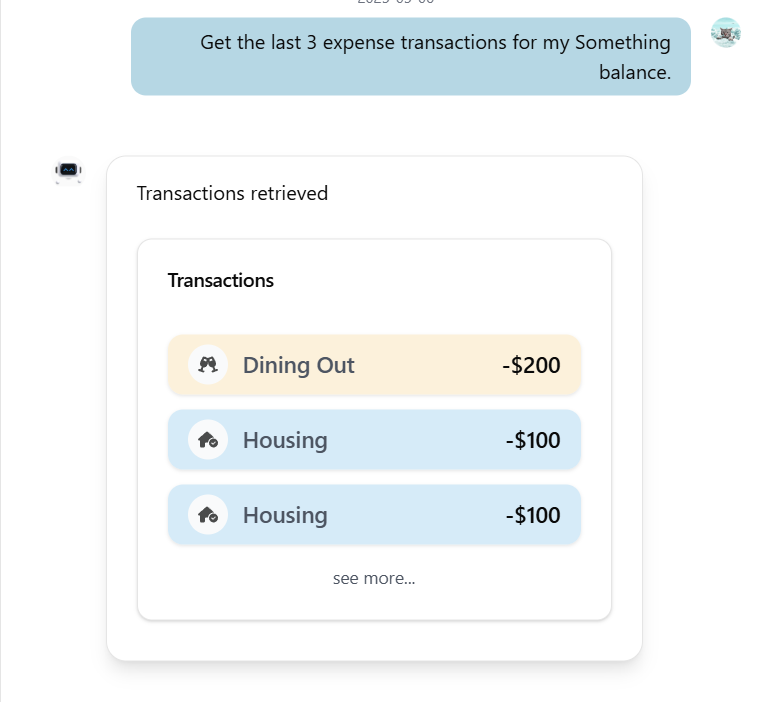 Get the last 3 expense transactions for my Something
balance.
Transactions retrieved
Transactions
Dining Out -$200
Housing -$100
Housing -$100
see more...